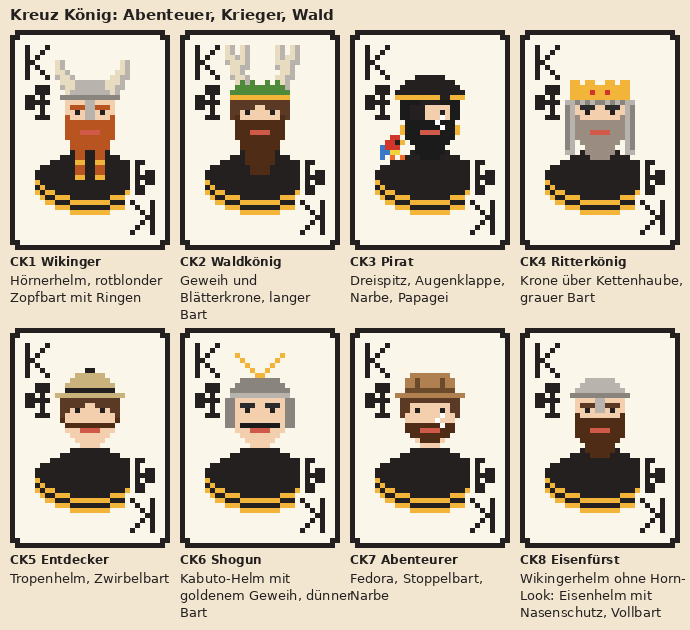 Kreuz König: Abenteuer, Krieger, Wald
K
K
K
K
K
K
K
K
CK1 Wikinger
Hörnerhelm, rotblonder
Zopfbart mit Ringen
CK2 Waldkönig
Geweih und
Blätterkrone, langer
Bart
CK3 Pirat
Dreispitz, Augenklappe,
Narbe, Papagei
CK4 Ritterkönig
Krone über Kettenhaube,
grauer Bart
K
K
K
K
K
K
K
K
CK5 Entdecker
Tropenhelm, Zwirbelbart
CK6 Shogun
Kabuto-Helm mit
goldenem Geweih, dünner
Bart
CK7 Abenteurer
Fedora, Stoppelbart,
Narbe
CK8 Eisenfürst
Wikingerhelm ohne Horn-
Look: Eisenhelm mit
Nasenschutz, Vollbart